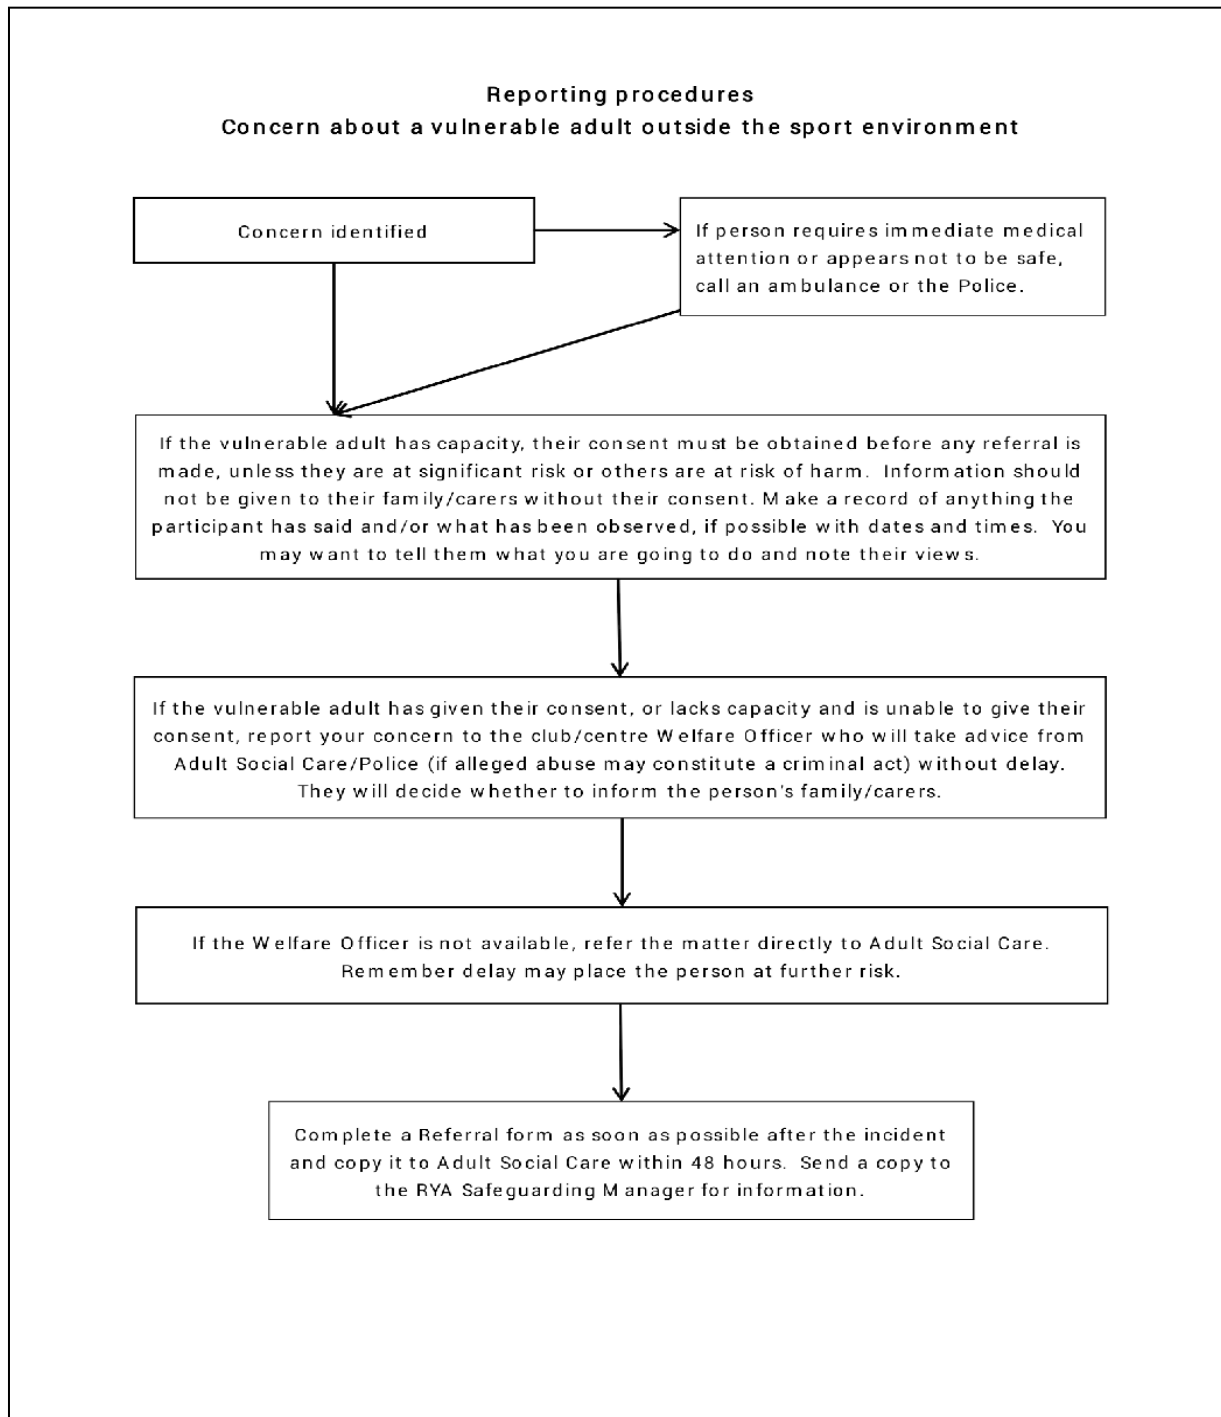 Reporting procedures
Concern about a vulnerable adult outside the sport environment
Concern identified
If person requires immediate medical
attention or appears not to be safe,
call an ambulance or the Police.
If the vulnerable adult has capacity, their consent must be obtained before any referral is
made, unless they are at significant risk or others are at risk of harm. Information should
not be given to their family/carers without their consent. Make a record of anything the
participant has said and/or what has been observed, if possible with dates and times. You
may want to tell them what you are going to do and note their views.
If the vulnerable adult has given their consent, or lacks capacity and is unable to give their
consent, report your concern to the club/centre Welfare Officer who will take advice from
Adult Social Care/Police (if alleged abuse may constitute a criminal act) without delay.
They will decide whether to inform the person's family/carers.
If the Welfare Officer is not available, refer the matter directly to Adult Social Care.
Remember delay may place the person at further risk.
Complete a Referral form as soon as possible after the incident
and copy it to Adult Social Care within 48 hours. Send a copy to
the RYA Safeguarding Manager for information.